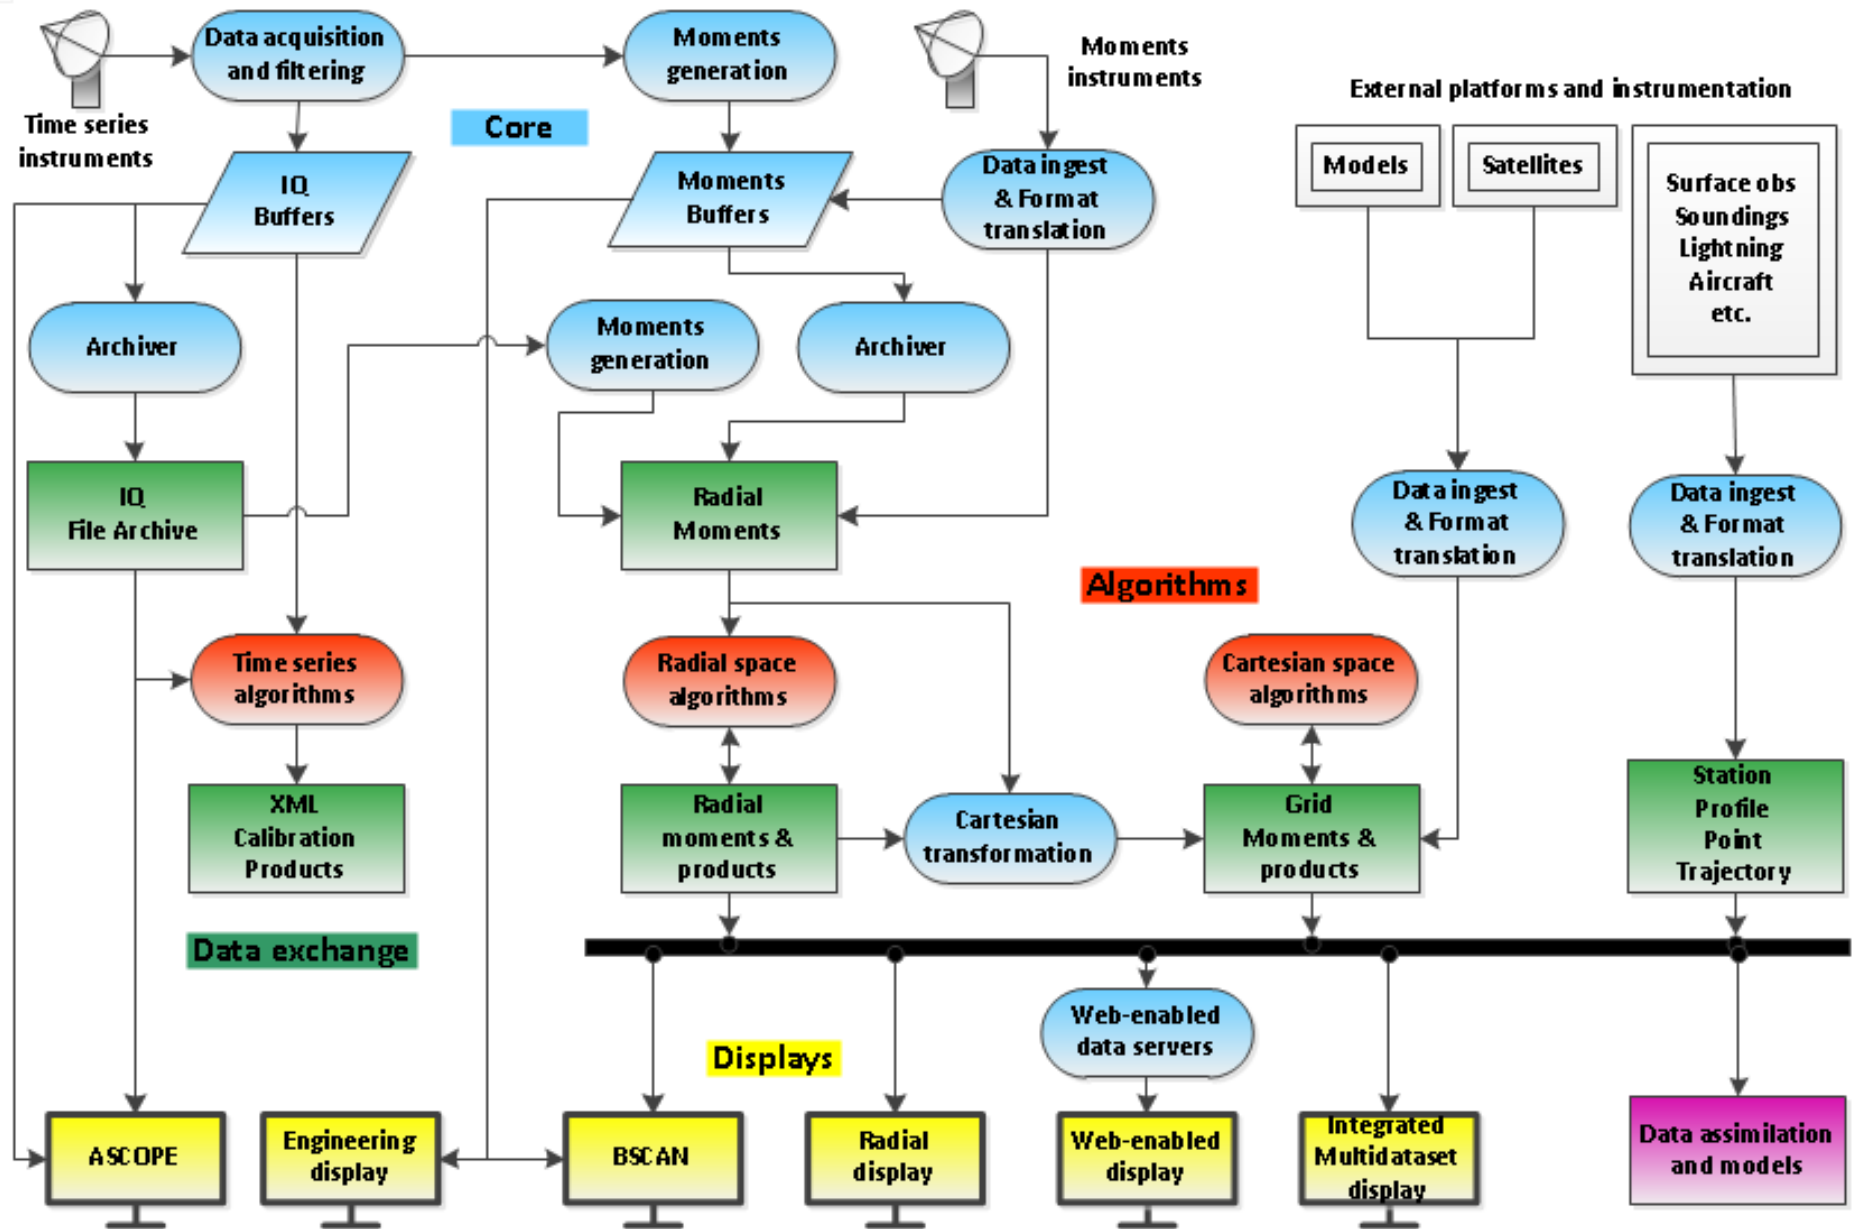 Data acquisition
and filtering
Moments
generation
Moments
instruments
External platforms and instrumentation
Time series
instruments
Core
IQ
Buffers
Moments
Buffers
Data ingest
& Format
translation
Models
Satellites
Surface obs
Soundings
Lightning
Aircraft
etc.
Archiver
Moments
generation
Archiver
IQ
File Archive
Radial
Moments
Data ingest
& Format
translation
Data ingest
& Format
translation
Algorithms
Time series
algorithms
Radial space
algorithms
Cartesian space
algorithms
XML
Calibration
Products
Radial
moments &
products
Cartesian
transformation
Grid
Moments &
products
Station
Profile
Point
Trajectory
Data exchange
Displays
Web-enabled
data servers
ASCOPE
Engineering
display
BSCAN
Radial
display
Web-enabled
display
Integrated
Multidataset
display
Data assimilation
and models